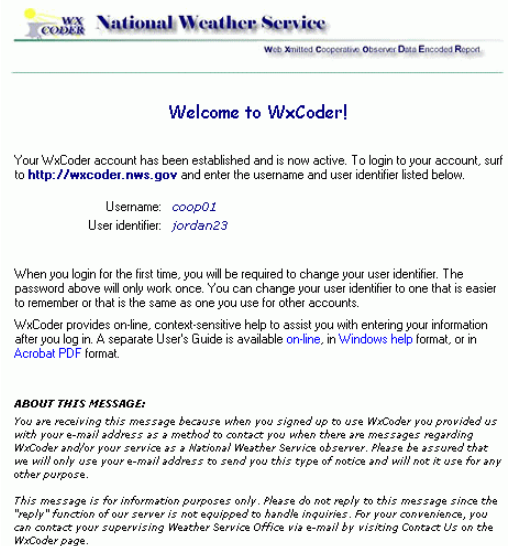 WX
CODER National Weather Service
Web Xmitted Cooperative Observer Data Encoded Report
Welcome to WxCoder!
Your WxCoder account has been established and is now active. To login to your account, surf
to http://wxcoder.nws.gov and enter the username and user identifier listed below.
Username: coop01
User identifier: jordan23
When you login for the first time, you will be required to change your user identifier. The
password above will only work once. You can change your user identifier to one that is easier
to remember or that is the same as one you use for other accounts.
WxCoder provides on-line, context-sensitive help to assist you with entering your information
after you log in. A separate User's Guide is available on-line, in Windows help format, or in
Acrobat PDF format.
ABOUT THIS MESSAGE:
You are receiving this message because when you signed up to use WxCoder you provided us
with your e-mail address as a method to contact you when there are messages regarding
WxCoder and/or your service as a National Weather Service observer. Please be assured that
we will only use your e-mail address to send you this type of notice and will not it use for any
other purpose.
This message is for information purposes only. Please do not reply to this message since the
"reply" function of our server is not equipped to handle inquiries. For your convenience, you
can contact your supervising Weather Service Office via e-mail by visiting Contact Us on the
WxCoder page.